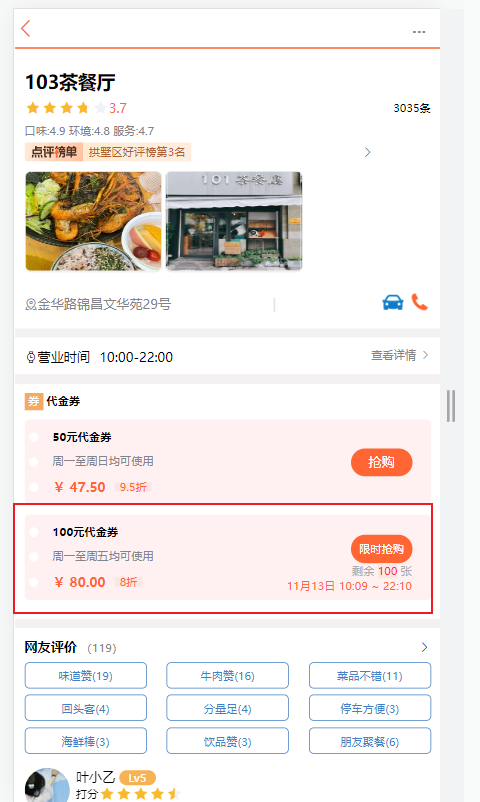 103茶餐厅
3.7 3035条
口味:4.9 环境:4.8 服务:4.7
点评榜单 拱墅区好评榜第3名
101 茶餐廳
金华路锦昌文华苑29号
营业时间 10:00-22:00 查看详情
券 代金券
50元代金券
周一至周日均可使用
抢购
¥ 47.50 9.5折
100元代金券
限时抢购
周一至周五均可使用
剩余 100 张
¥ 80.00 8折
11月13日 10:09 ~ 22:10
网友评价 (119)
味道赞(19) 牛肉赞(16) 菜品不错(11)
回头客(4) 分量足(4) 停车方便(3)
海鲜棒(3) 饮品赞(3) 朋友聚餐(6)
叶小乙 Lv5
打分